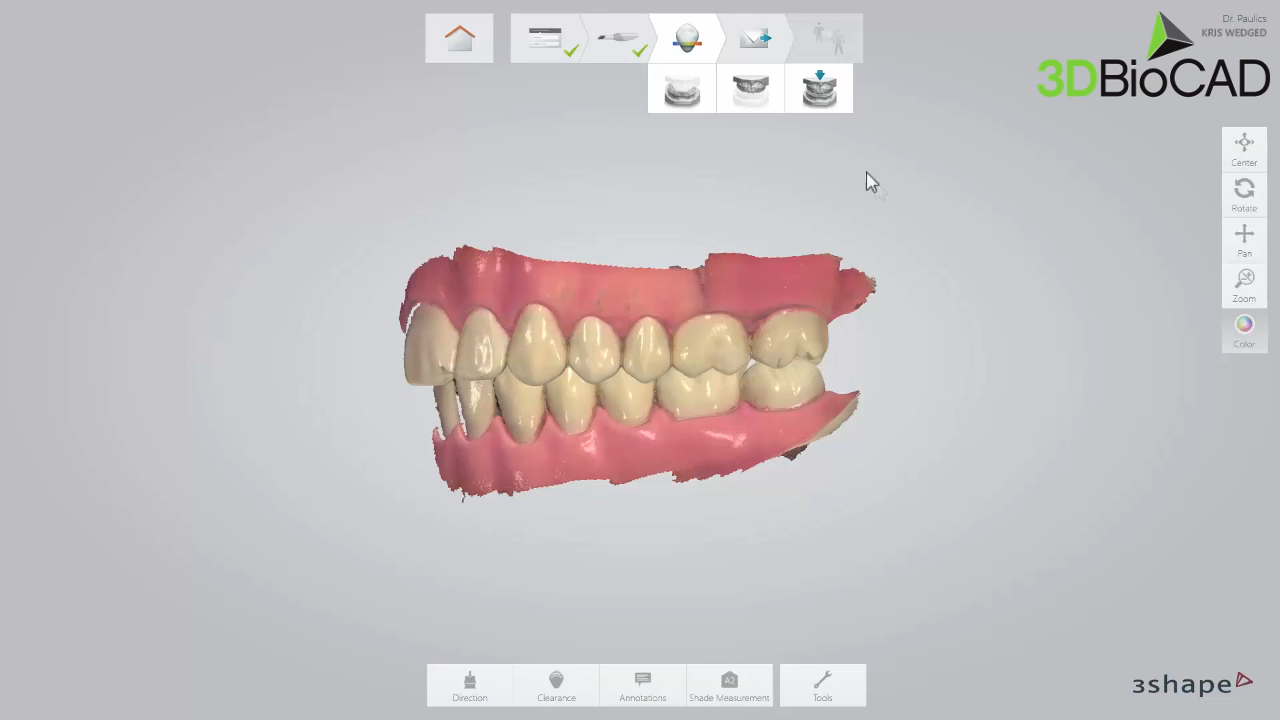 Dr. Paulics
KRIS WEDGED
3DBioCAD
Center
Rotate
Pan
Zoom
Color
Direction
Clearance
Annotations
A2
Shade Measurement
Tools
3shape